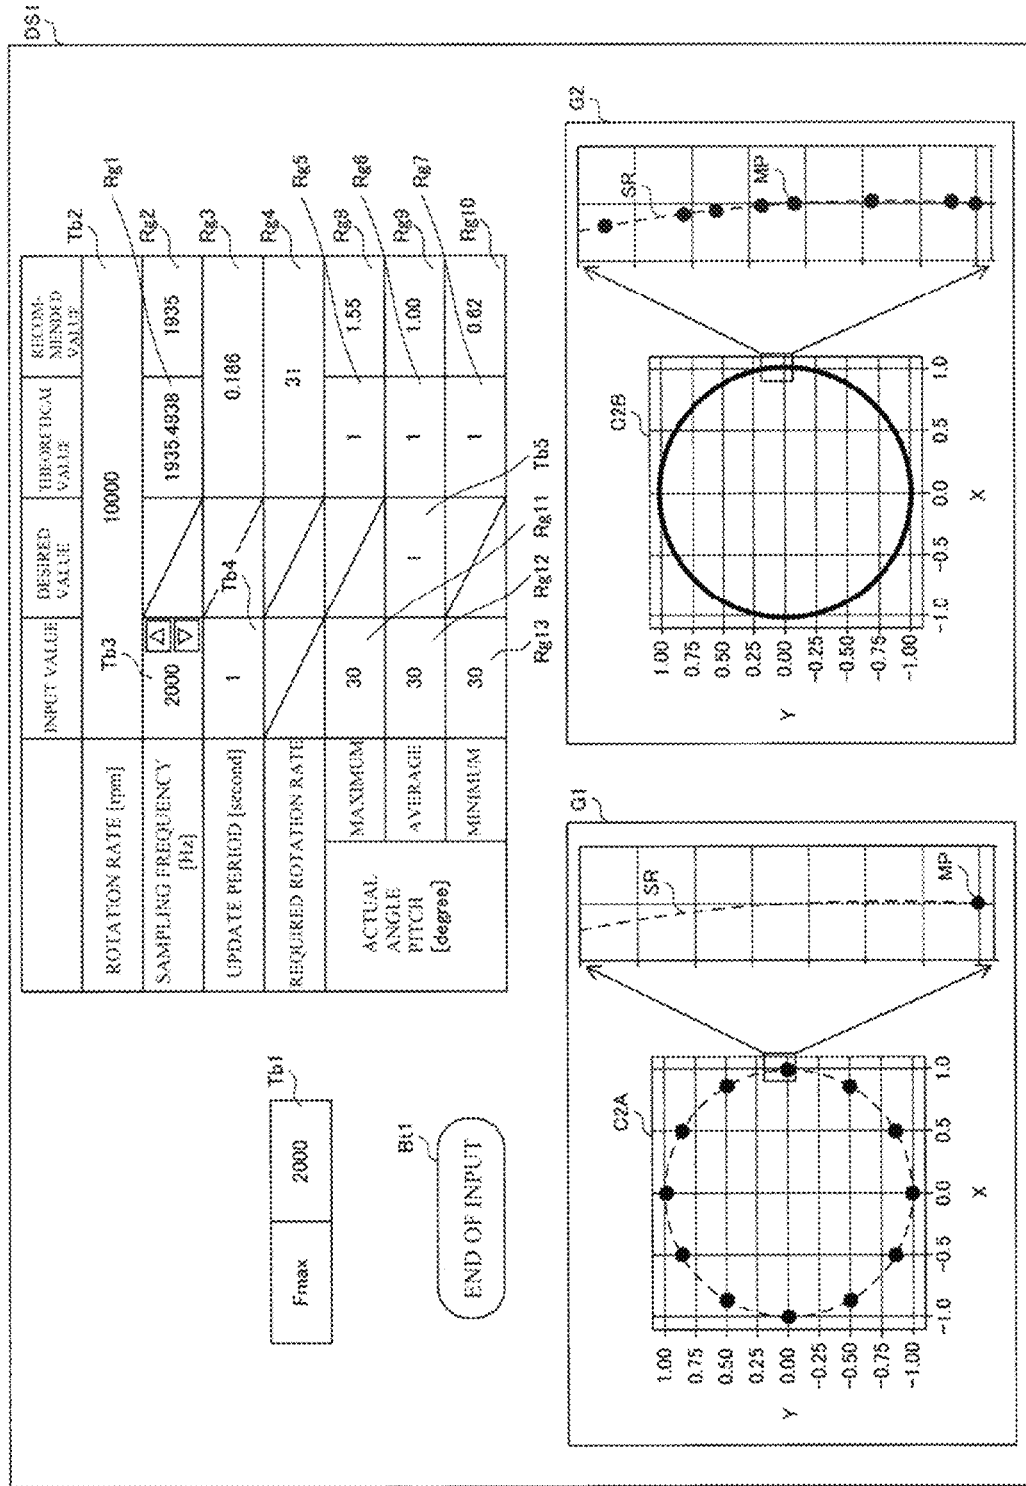 DS1
Fmax 2000
Tb1
END OF INPUT
Bt1
INPUT VALUE DESIRED VALUE THEORETICAL VALUE RECOM-MENDED VALUE
ROTATION RATE [rpm] 10000
SAMPLING FREQUENCY [Hz] 2000 △ ▽ 1935.4838 1935
UPDATE PERIOD [second] 1 0.186
REQUIRED ROTATION RATE 31
ACTUAL ANGLE PITCH [degree]
MAXIMUM 30 1 1.55
AVERAGE 30 1 1 1.00
MINIMUM 30 1 0.62
Tb3
Tb4
Tb2
Rg1
Rg2
Rg3
Rg4
Rg5
Rg8
Rg6
Rg9
Rg7
Rg10
Tb5
Rg11
Rg12
Rg13
G1
C2A
Y
1.00
0.75
0.50
0.25
0.00
-0.25
-0.50
-0.75
-1.00
-1.0 -0.5 0.0 0.5 1.0
X
SR
MP
G2
C2B
Y
1.00
0.75
0.50
0.25
0.00
-0.25
-0.50
-0.75
-1.00
-1.0 -0.5 0.0 0.5 1.0
X
SR
MP